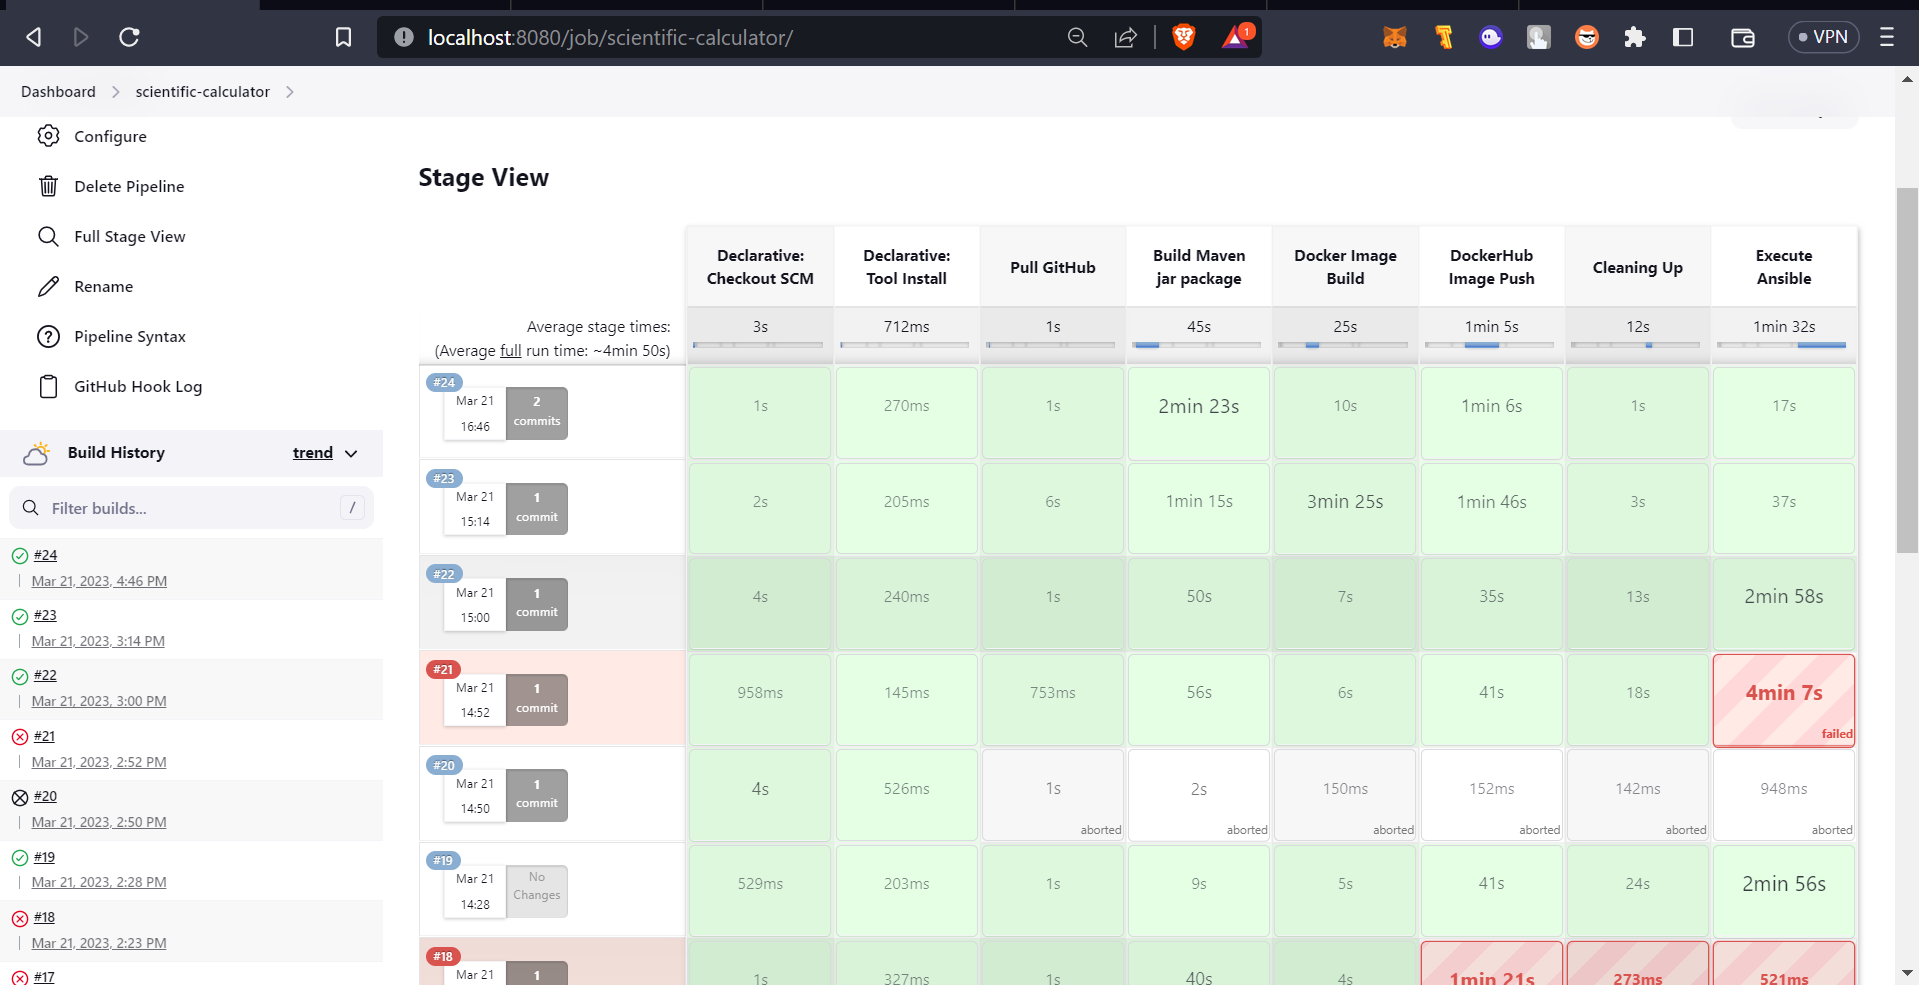 localhost:8080/job/scientific-calculator/
1
VPN
Dashboard
scientific-calculator
Configure
Delete Pipeline
Full Stage View
Rename
Pipeline Syntax
GitHub Hook Log
Build History
trend
Filter builds...
/
#24
Mar 21, 2023, 4:46 PM
#23
Mar 21, 2023, 3:14 PM
#22
Mar 21, 2023, 3:00 PM
#21
Mar 21, 2023, 2:52 PM
#20
Mar 21, 2023, 2:50 PM
#19
Mar 21, 2023, 2:28 PM
#18
Mar 21, 2023, 2:23 PM
#17
Stage View
Declarative: Checkout SCM
Declarative: Tool Install
Pull GitHub
Build Maven jar package
Docker Image Build
DockerHub Image Push
Cleaning Up
Execute Ansible
Average stage times:
(Average full run time: ~4min 50s)
3s 712ms 1s 45s 25s 1min 5s 12s 1min 32s
#24
Mar 21
16:46
2
commits
1s 270ms 1s 2min 23s 10s 1min 6s 1s 17s
#23
Mar 21
15:14
1
commit
2s 205ms 6s 1min 15s 3min 25s 1min 46s 3s 37s
#22
Mar 21
15:00
1
commit
4s 240ms 1s 50s 7s 35s 13s 2min 58s
#21
Mar 21
14:52
1
commit
958ms 145ms 753ms 56s 6s 41s 18s 4min 7s
failed
#20
Mar 21
14:50
1
commit
4s 526ms 1s 2s 150ms 152ms 142ms 948ms
aborted aborted aborted aborted aborted aborted
#19
Mar 21
14:28
No
Changes
529ms 203ms 1s 9s 5s 41s 24s 2min 56s
#18
Mar 21
1
1s 327ms 1s 40s 4s 1min 21s 273ms 521ms